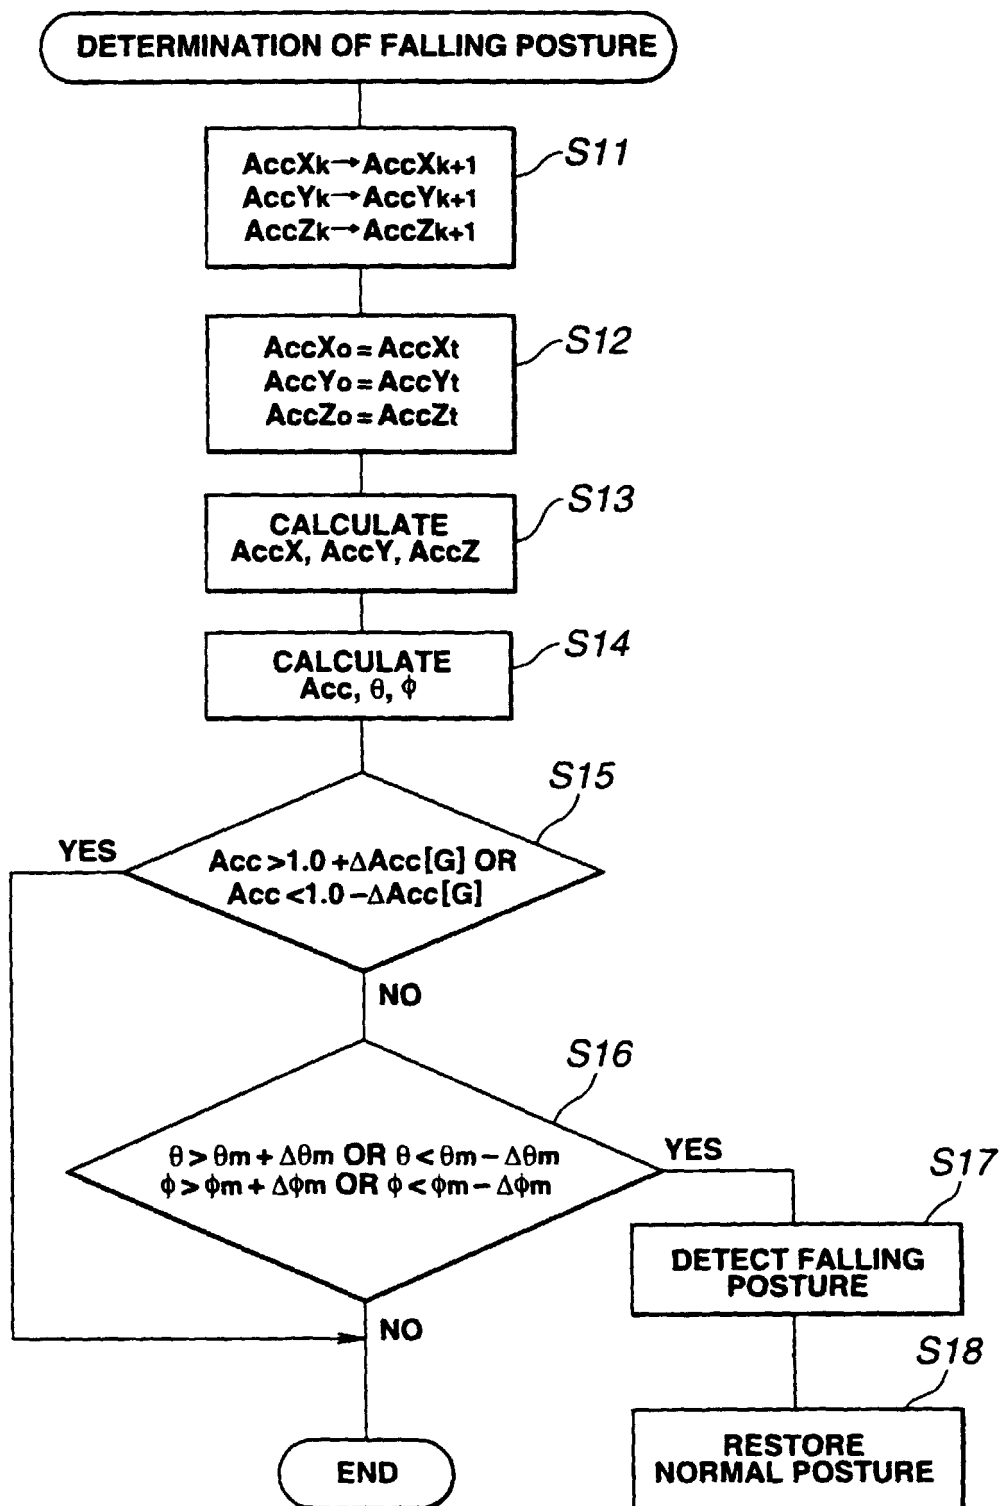 DETERMINATION OF FALLING POSTURE
S11
AccXk→AccXk+1
AccYk→AccYk+1
AccZk→AccZk+1
S12
AccXo=AccXt
AccYo=AccYt
AccZo=AccZt
S13
CALCULATE
AccX, AccY, AccZ
S14
CALCULATE
Acc, θ, φ
S15
YES
Acc>1.0+ΔAcc[G] OR
Acc<1.0-ΔAcc[G]
NO
S16
θ>θm+Δθm OR θ<θm-Δθm
φ>φm+Δφm OR φ<φm-Δφm
YES
S17
DETECT FALLING
POSTURE
NO
S18
RESTORE
NORMAL POSTURE
END